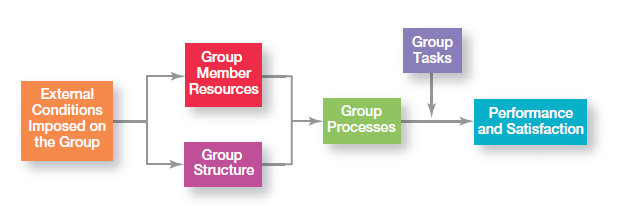 External
Conditions
Imposed on
the Group
Group
Member
Resources
Group
Structure
Group
Processes
Group
Tasks
Performance
and Satisfaction